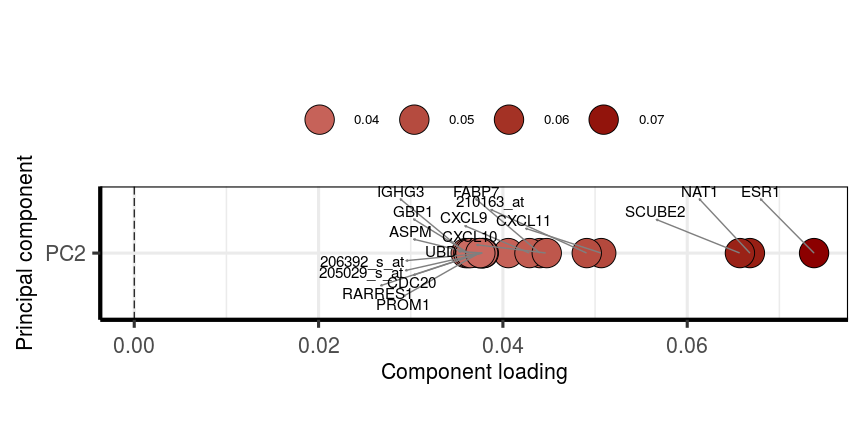 0.04 0.05 0.06 0.07
Principal component
PC2
IGHG3 FABP7 NAT1 ESR1
210163_at
GBP1 SCUBE2
CXCL9 CXCL11
ASPM CXCL10
UBD
206392_s_at
205029_s_at
CDC20
RARRES1
PROM1
0.00 0.02 0.04 0.06
Component loading